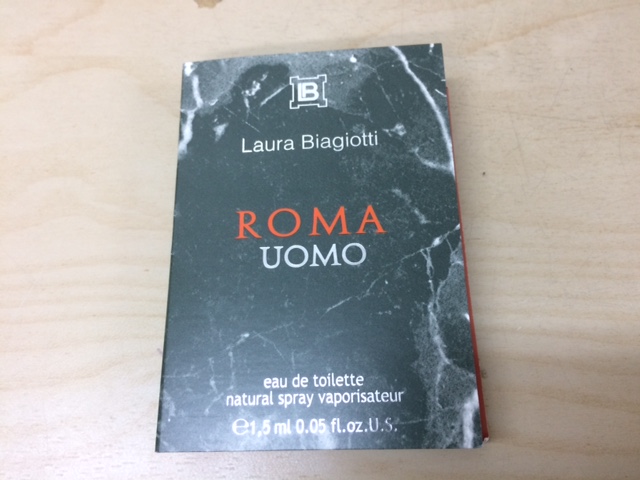 LB
Laura Biagiotti
ROMA
UOMO
eau de toilette
natural spray vaporisateur
℮1,5 ml 0.05 fl.oz.U.S.